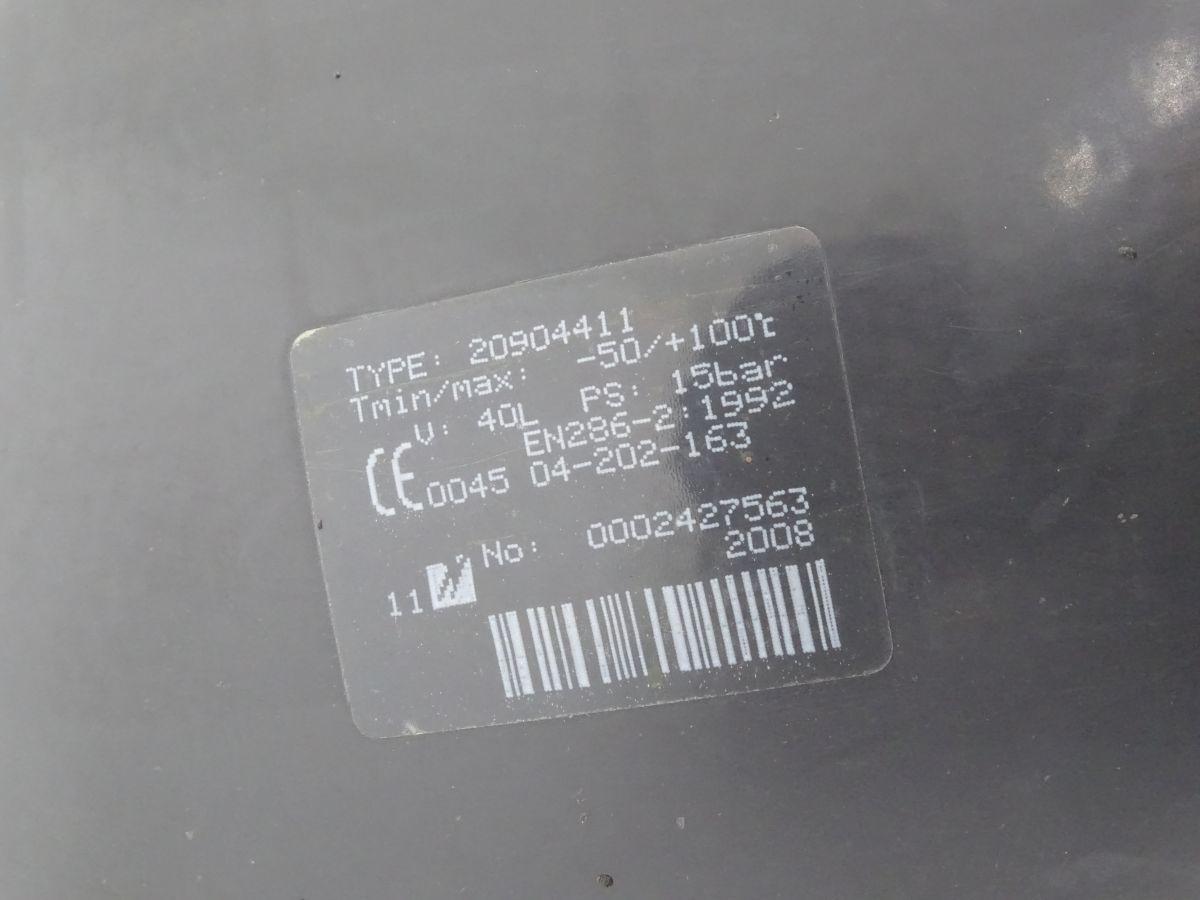 TYPE: 20904411
Tmin/max: -50/+100℃
V: 40L PS: 15bar
EN286-2:1992
CE 0045 04-202-163
No: 0002427563
11 N 2008